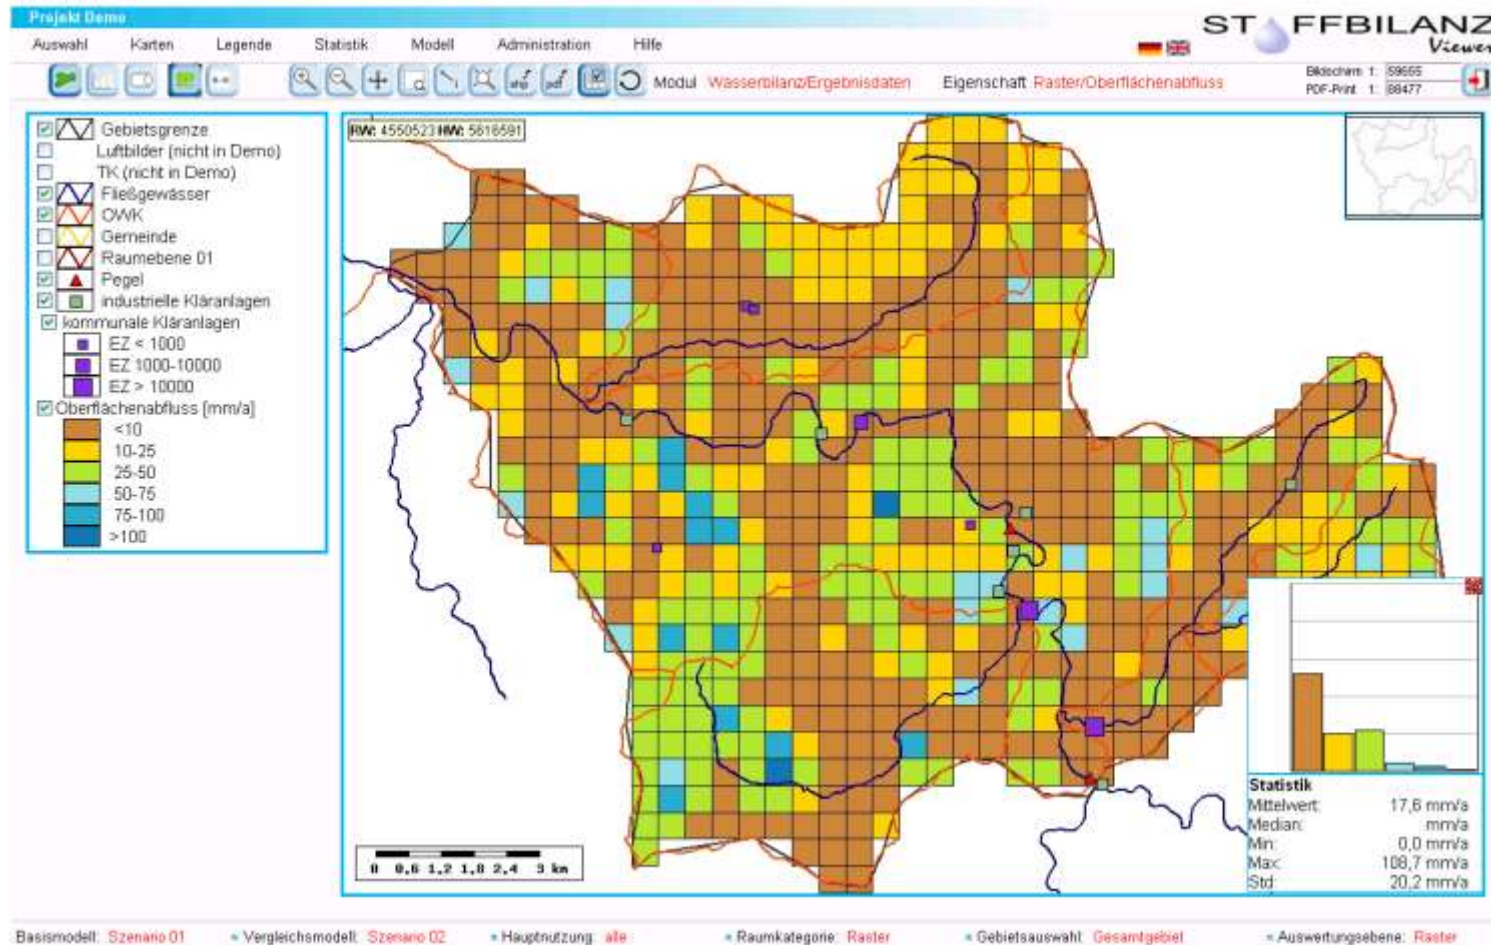 Projekt Demo
STOFFBILANZ
Viewer
Auswahl Karten Legende Statistik Modell Administration Hilfe
Modul Wasserbilanz/Ergebnisdaten Eigenschaft Raster/Oberflächenabfluss
Bildschirm 1: 59655
PDF-Print 1: 88477
shp pdf
Gebietsgrenze
Luftbilder (nicht in Demo)
TK (nicht in Demo)
Fließgewässer
OWK
Gemeinde
Raumebene 01
Pegel
industrielle Kläranlagen
kommunale Kläranlagen
EZ < 1000
EZ 1000-10000
EZ > 10000
Oberflächenabfluss [mm/a]
<10
10-25
25-50
50-75
75-100
>100
RW: 4550523 HW: 5618591
0 0,6 1,2 1,8 2,4 3 km
Statistik
Mittelwert: 17,6 mm/a
Median: mm/a
Min: 0,0 mm/a
Max: 108,7 mm/a
Std: 20,2 mm/a
Basismodell: Szenario 01 Vergleichsmodell: Szenario 02 Hauptnutzung: alle Raumkategorie: Raster Gebietsauswahl: Gesamtgebiet Auswertungsebene: Raster